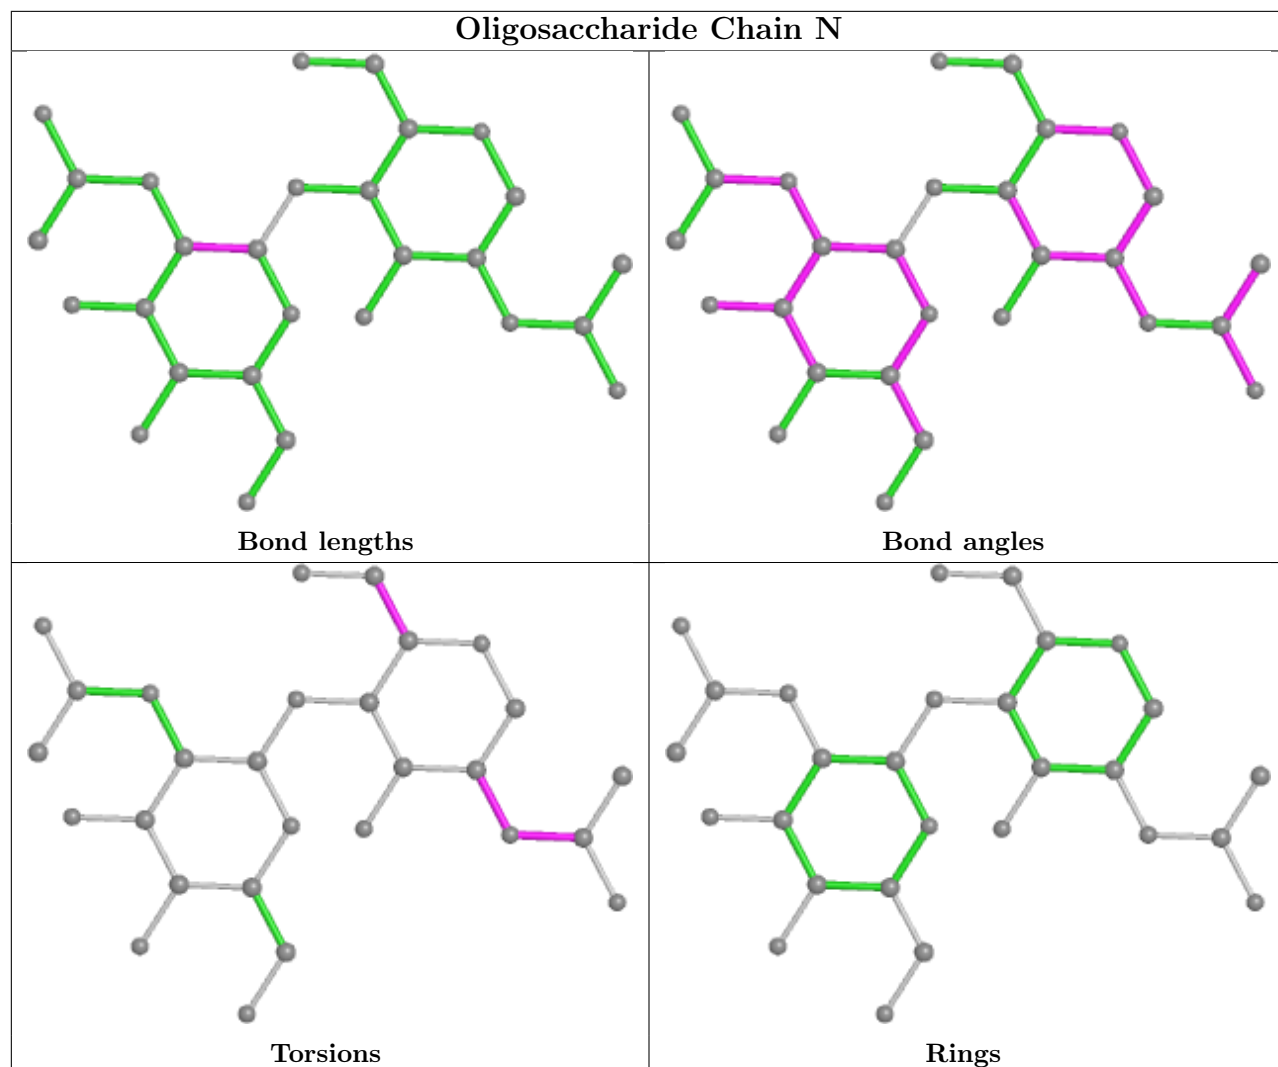 Oligosaccharide Chain N
Bond lengths
Bond angles
Torsions
Rings